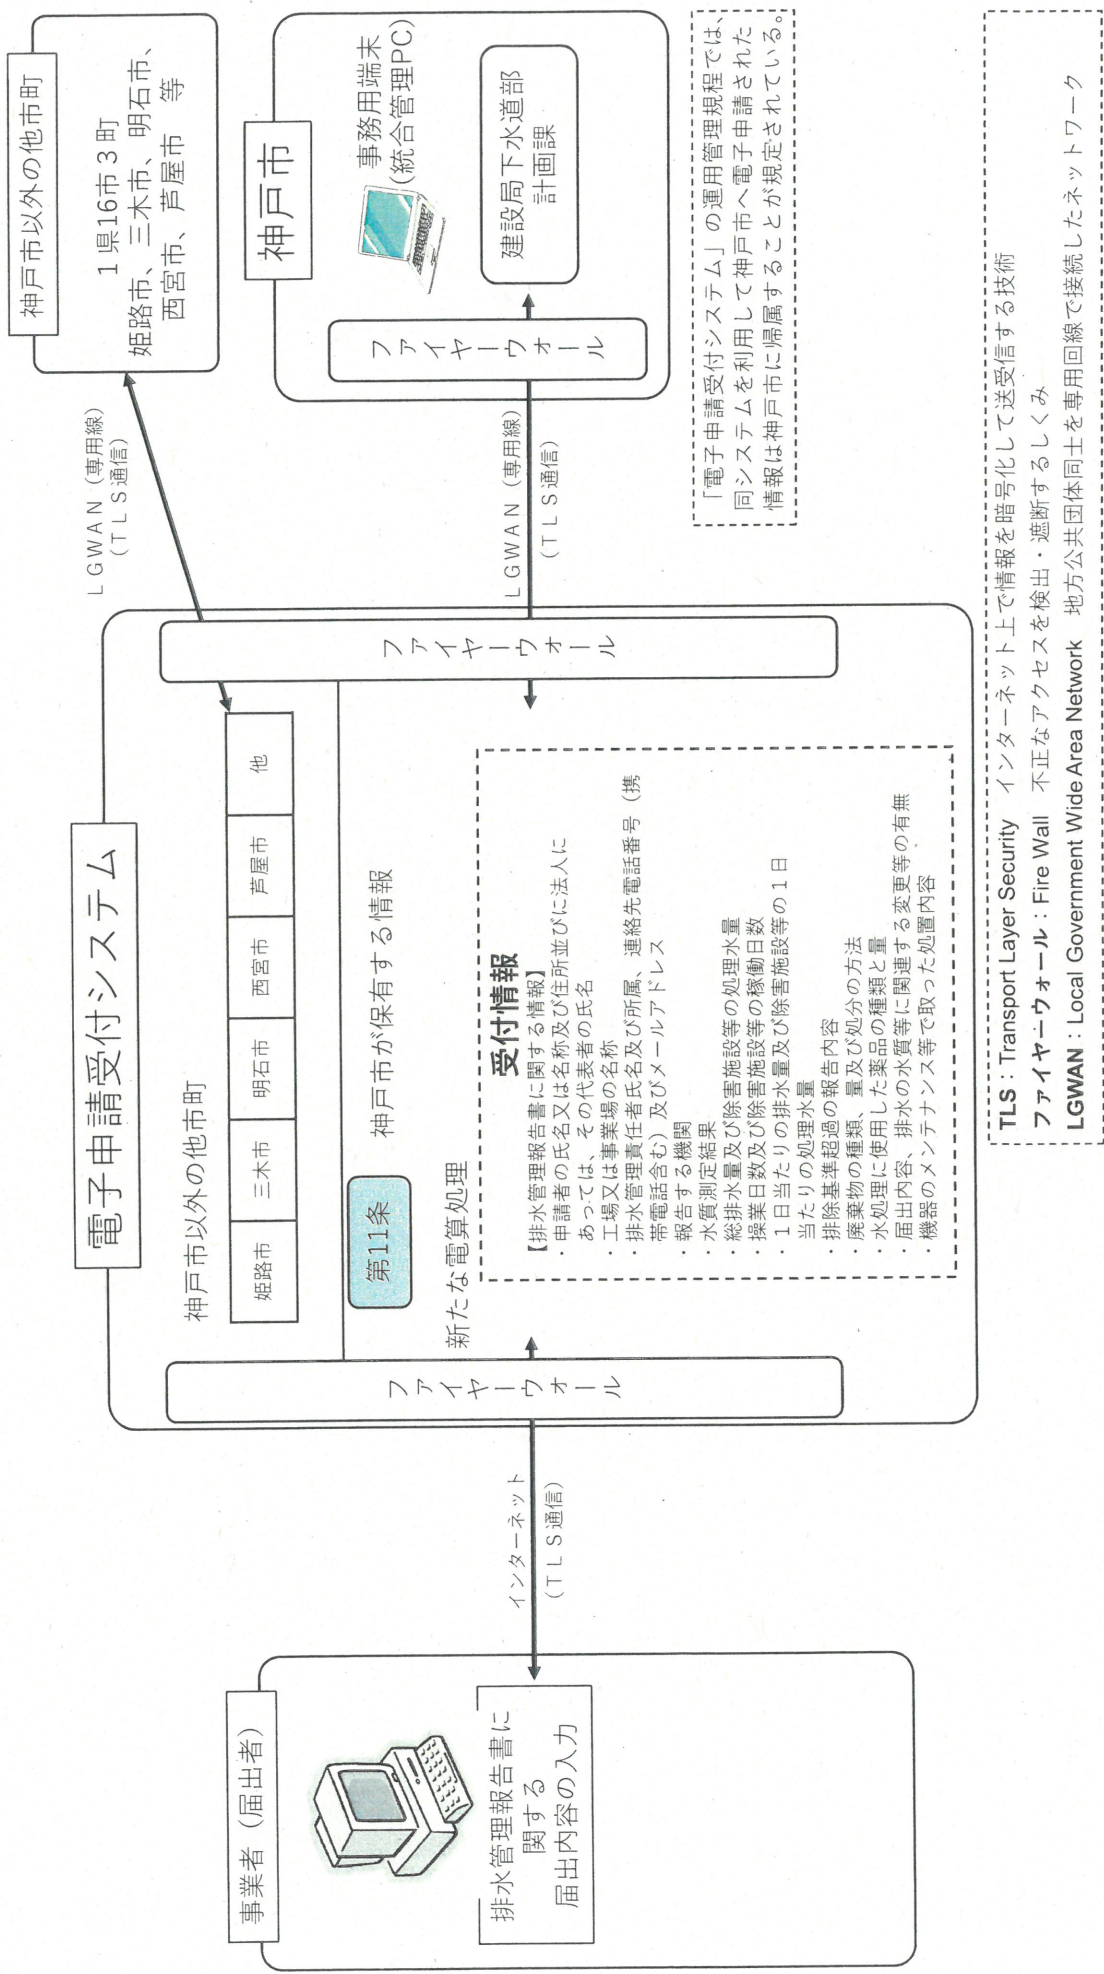 事業者（届出者）
排水管理報告書に
関する
届出内容の入力
インターネット
（ＴＬＳ通信）
電子申請受付システム
ファイヤーウォール
神戸市以外の他市町
姫路市
三木市
明石市
西宮市
芦屋市
他
第11条
神戸市が保有する情報
新たな電算処理
受付情報
【排水管理報告書に関する情報】
・申請者の氏名又は名称及び住所並びに法人に
あっては、その代表者の氏名
・工場又は事業場の名称
・排水管理責任者氏名及び所属、連絡先電話番号（携
帯電話含む）及びメールアドレス
・報告する機関
・水質測定結果
・総排水量及び除害施設等の処理水量
・操業日数及び除害施設等の稼働日数
・１日当たりの排水量及び除害施設等の１日
当たりの処理水量
・排除基準超過の報告内容
・廃棄物の種類、量及び処分の方法
・水処理に使用した薬品の種類と量
・届出内容、排水の水質等に関連する変更等の有無
・機器のメンテナンス等で取った処置内容
ファイヤーウォール
ＬＧWAN（専用線）
（ＴＬＳ通信）
ＬＧWAN（専用線）
（ＴＬＳ通信）
神戸市以外の他市町
１県16市３町
姫路市、三木市、明石市、
西宮市、芦屋市　等
神戸市
事務用端末
(統合管理PC)
ファイヤーウォール
建設局下水道部
計画課
「電子申請受付システム」の運用管理規程では、
同システムを利用して神戸市へ電子申請された
情報は神戸市に帰属することが規定されている。
TLS：Transport Layer Security　インターネット上で情報を暗号化して送受信する技術
ファイヤーウォール：Fire Wall　不正なアクセスを検出・遮断するしくみ
LGWAN：Local Government Wide Area Network　地方公共団体同士を専用回線で接続したネットワーク